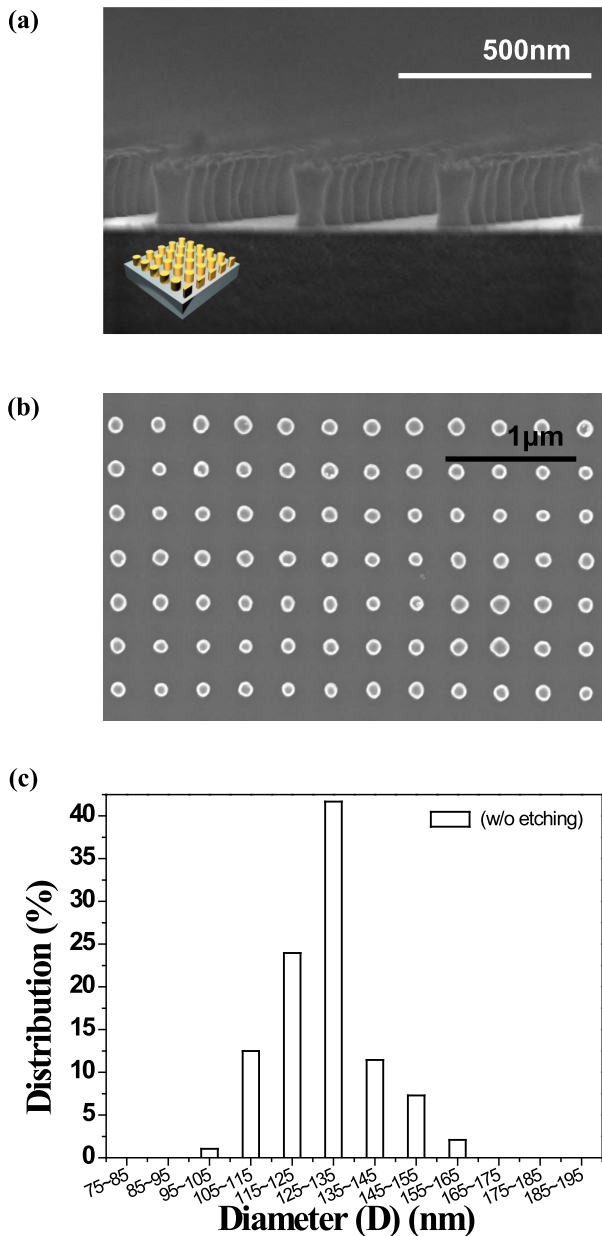 (a)
500nm
(b)
1μm
(c)
(w/o etching)
Distribution (%)
40
35
30
25
20
15
10
5
0
75~85
85~95
95~105
105~115
115~125
125~135
135~145
145~155
155~165
165~175
175~185
185~195
Diameter (D) (nm)